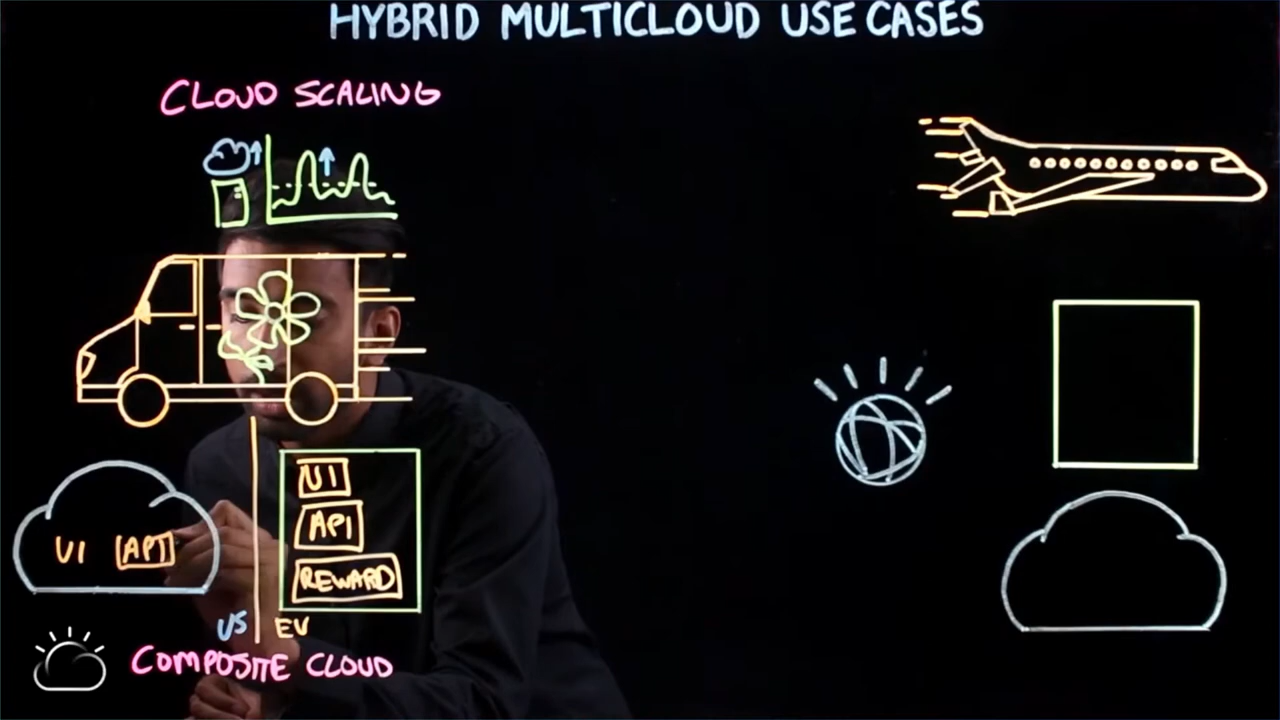 HYBRID MULTICLOUD USE CASES
CLOUD SCALING
UI API
UI
API
REWARD
US EU
COMPOSITE CLOUD